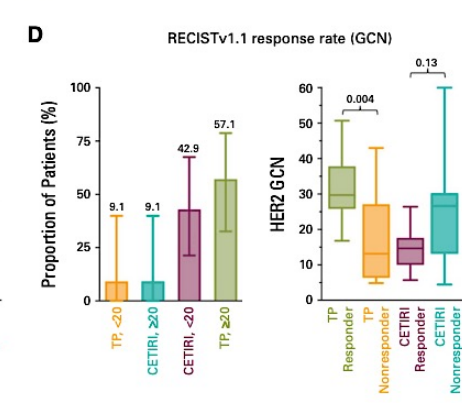 D
RECISTv1.1 response rate (GCN)
Proportion of Patients (%)
100
75
50
25
0
9.1
9.1
42.9
57.1
TP, <20
CETIRI, ≥20
CETIRI, <20
TP, ≥20
HER2 GCN
60
50
40
30
20
10
0
0.004
0.13
TP
Responder
TP
Nonresponder
CETIRI
Responder
CETIRI
Nonresponder